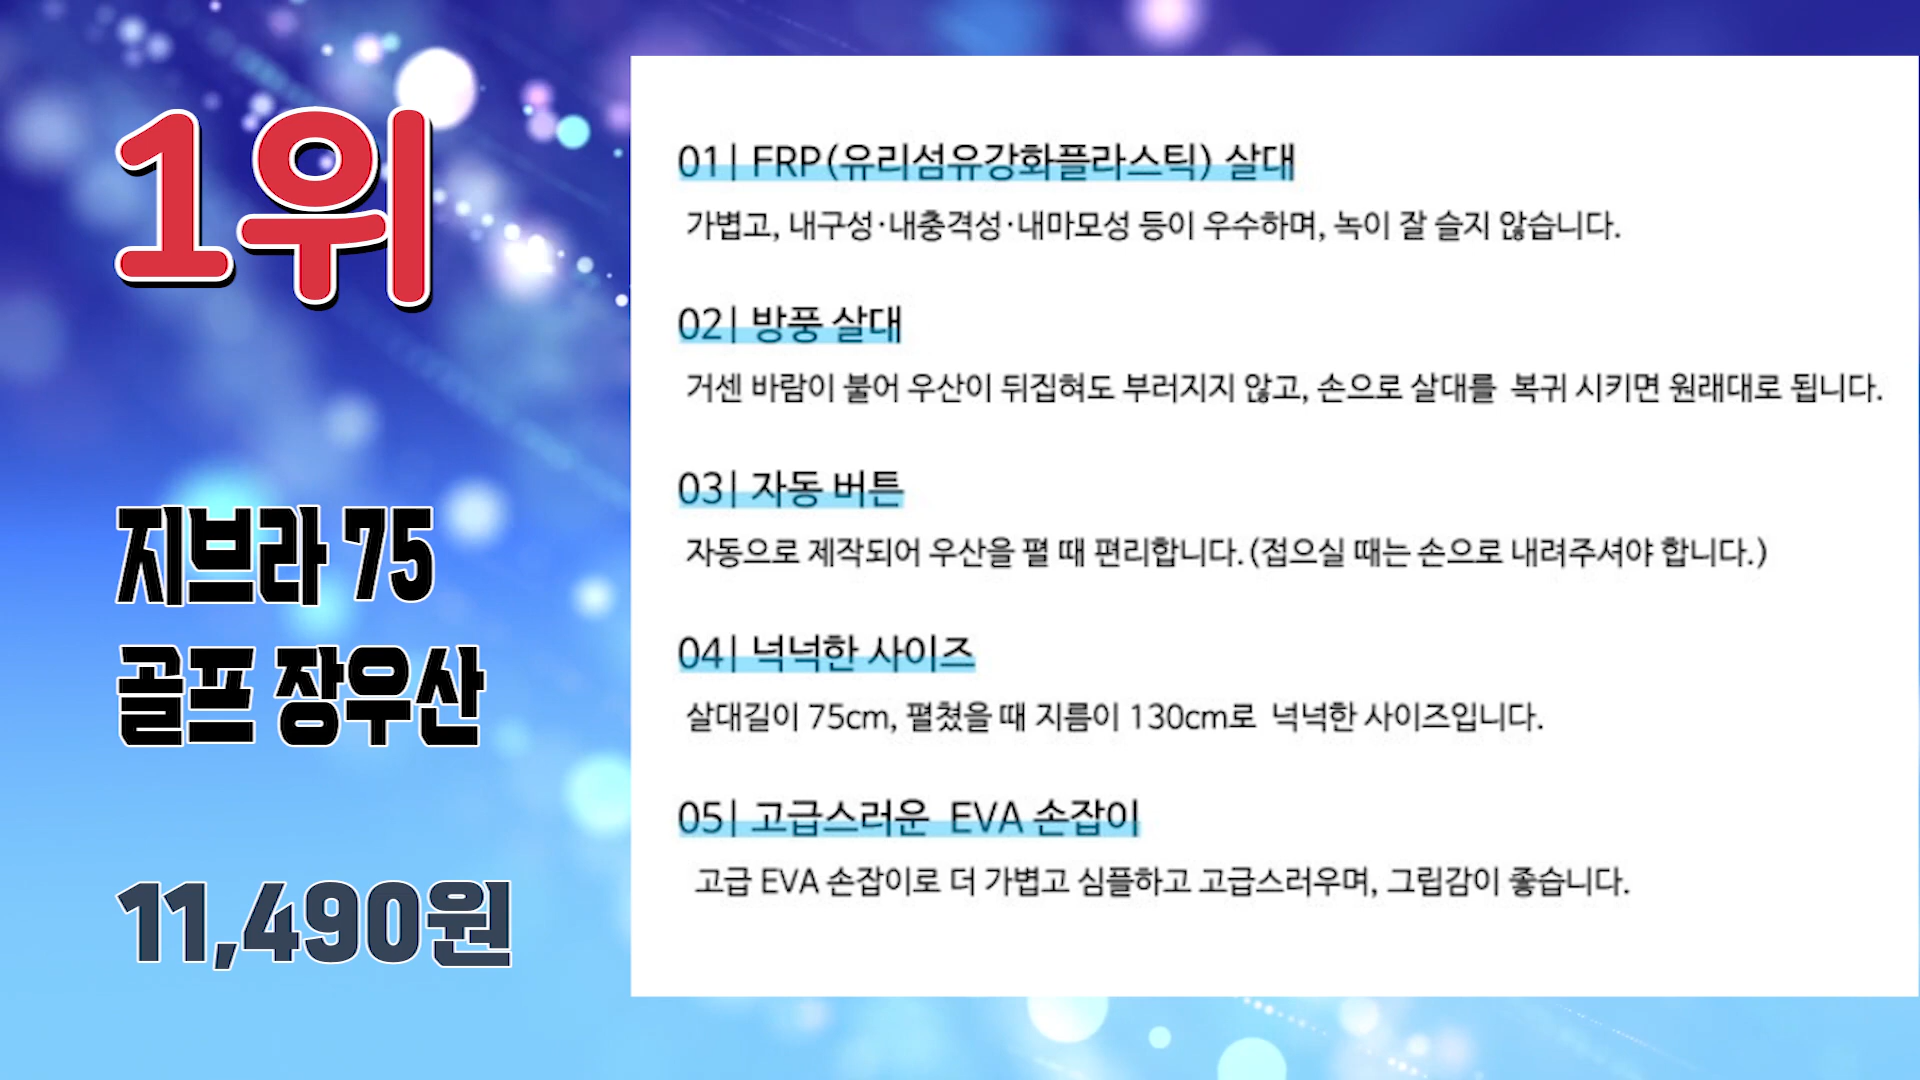 1위
지브라 75
골프 장우산
11,490원
01| FRP(유리섬유강화플라스틱) 살대
가볍고, 내구성·내충격성·내마모성 등이 우수하며, 녹이 잘 슬지 않습니다.
02| 방풍 살대
거센 바람이 불어 우산이 뒤집혀도 부러지지 않고, 손으로 살대를 복귀 시키면 원래대로 됩니다.
03| 자동 버튼
자동으로 제작되어 우산을 펼 때 편리합니다.(접으실 때는 손으로 내려주셔야 합니다.)
04| 넉넉한 사이즈
살대길이 75cm, 펼쳤을 때 지름이 130cm로 넉넉한 사이즈입니다.
05| 고급스러운 EVA 손잡이
고급 EVA 손잡이로 더 가볍고 심플하고 고급스러우며, 그립감이 좋습니다.